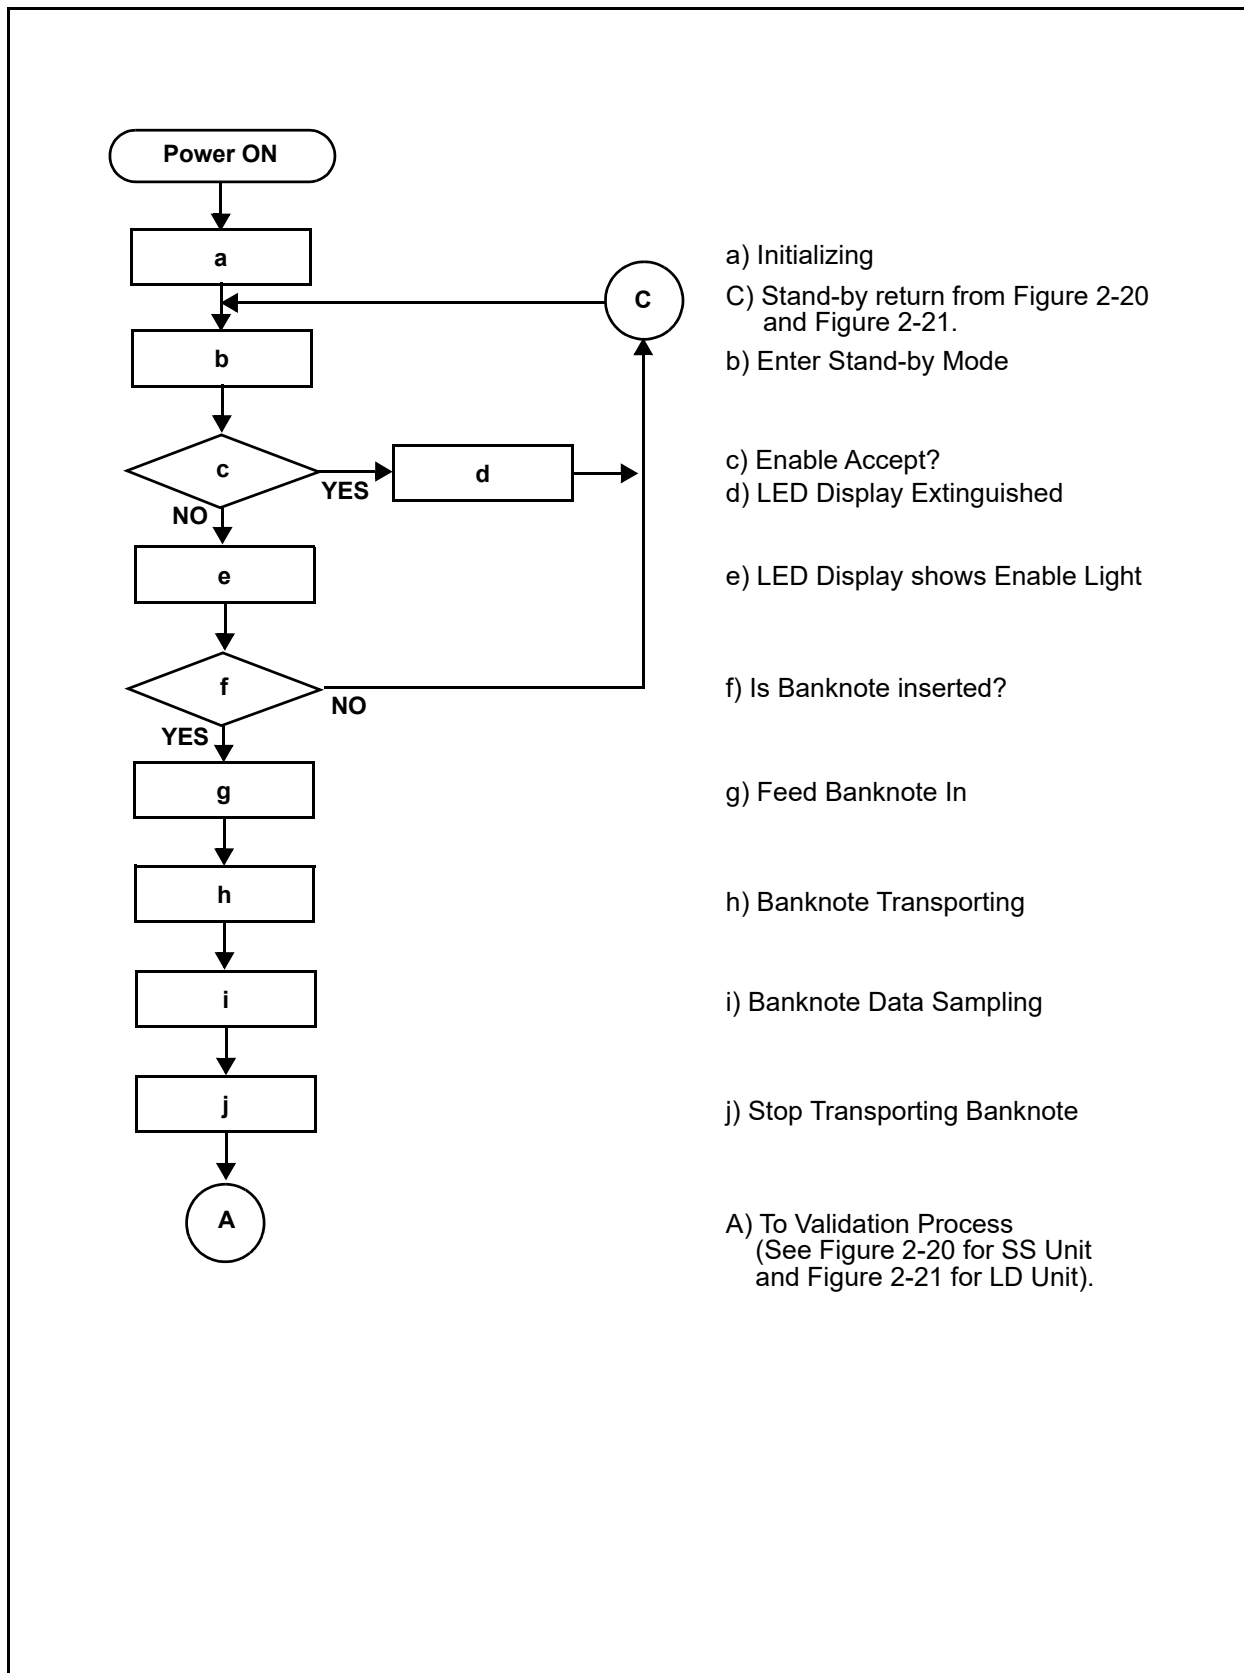 Power ON
a
C
b
c
YES
d
NO
e
f
NO
YES
g
h
i
j
A
a) Initializing
C) Stand-by return from Figure 2-20
and Figure 2-21.
b) Enter Stand-by Mode
c) Enable Accept?
d) LED Display Extinguished
e) LED Display shows Enable Light
f) Is Banknote inserted?
g) Feed Banknote In
h) Banknote Transporting
i) Banknote Data Sampling
j) Stop Transporting Banknote
A) To Validation Process
(See Figure 2-20 for SS Unit
and Figure 2-21 for LD Unit).